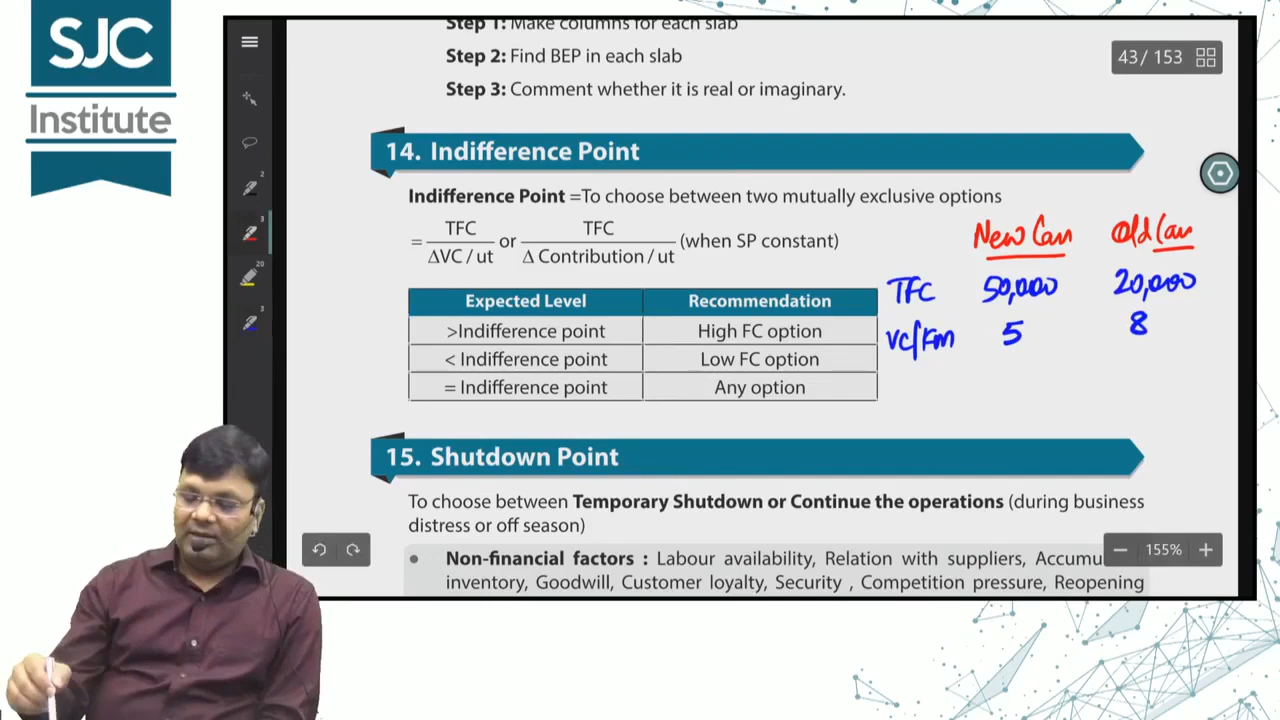 SJC
Institute
Step 1: Make columns for each slab
Step 2: Find BEP in each slab
Step 3: Comment whether it is real or imaginary.
43 / 153
14. Indifference Point
Indifference Point =To choose between two mutually exclusive options
= TFC / ΔVC / ut or TFC / Δ Contribution / ut (when SP constant)
New Car Old Car
TFC 50,000 20,000
VC/Km 5 8
Expected Level Recommendation
>Indifference point High FC option
< Indifference point Low FC option
= Indifference point Any option
15. Shutdown Point
To choose between Temporary Shutdown or Continue the operations (during business
distress or off season)
155%
● Non-financial factors : Labour availability, Relation with suppliers, Accumu
inventory, Goodwill, Customer loyalty, Security , Competition pressure, Reopening
2
3
20
3